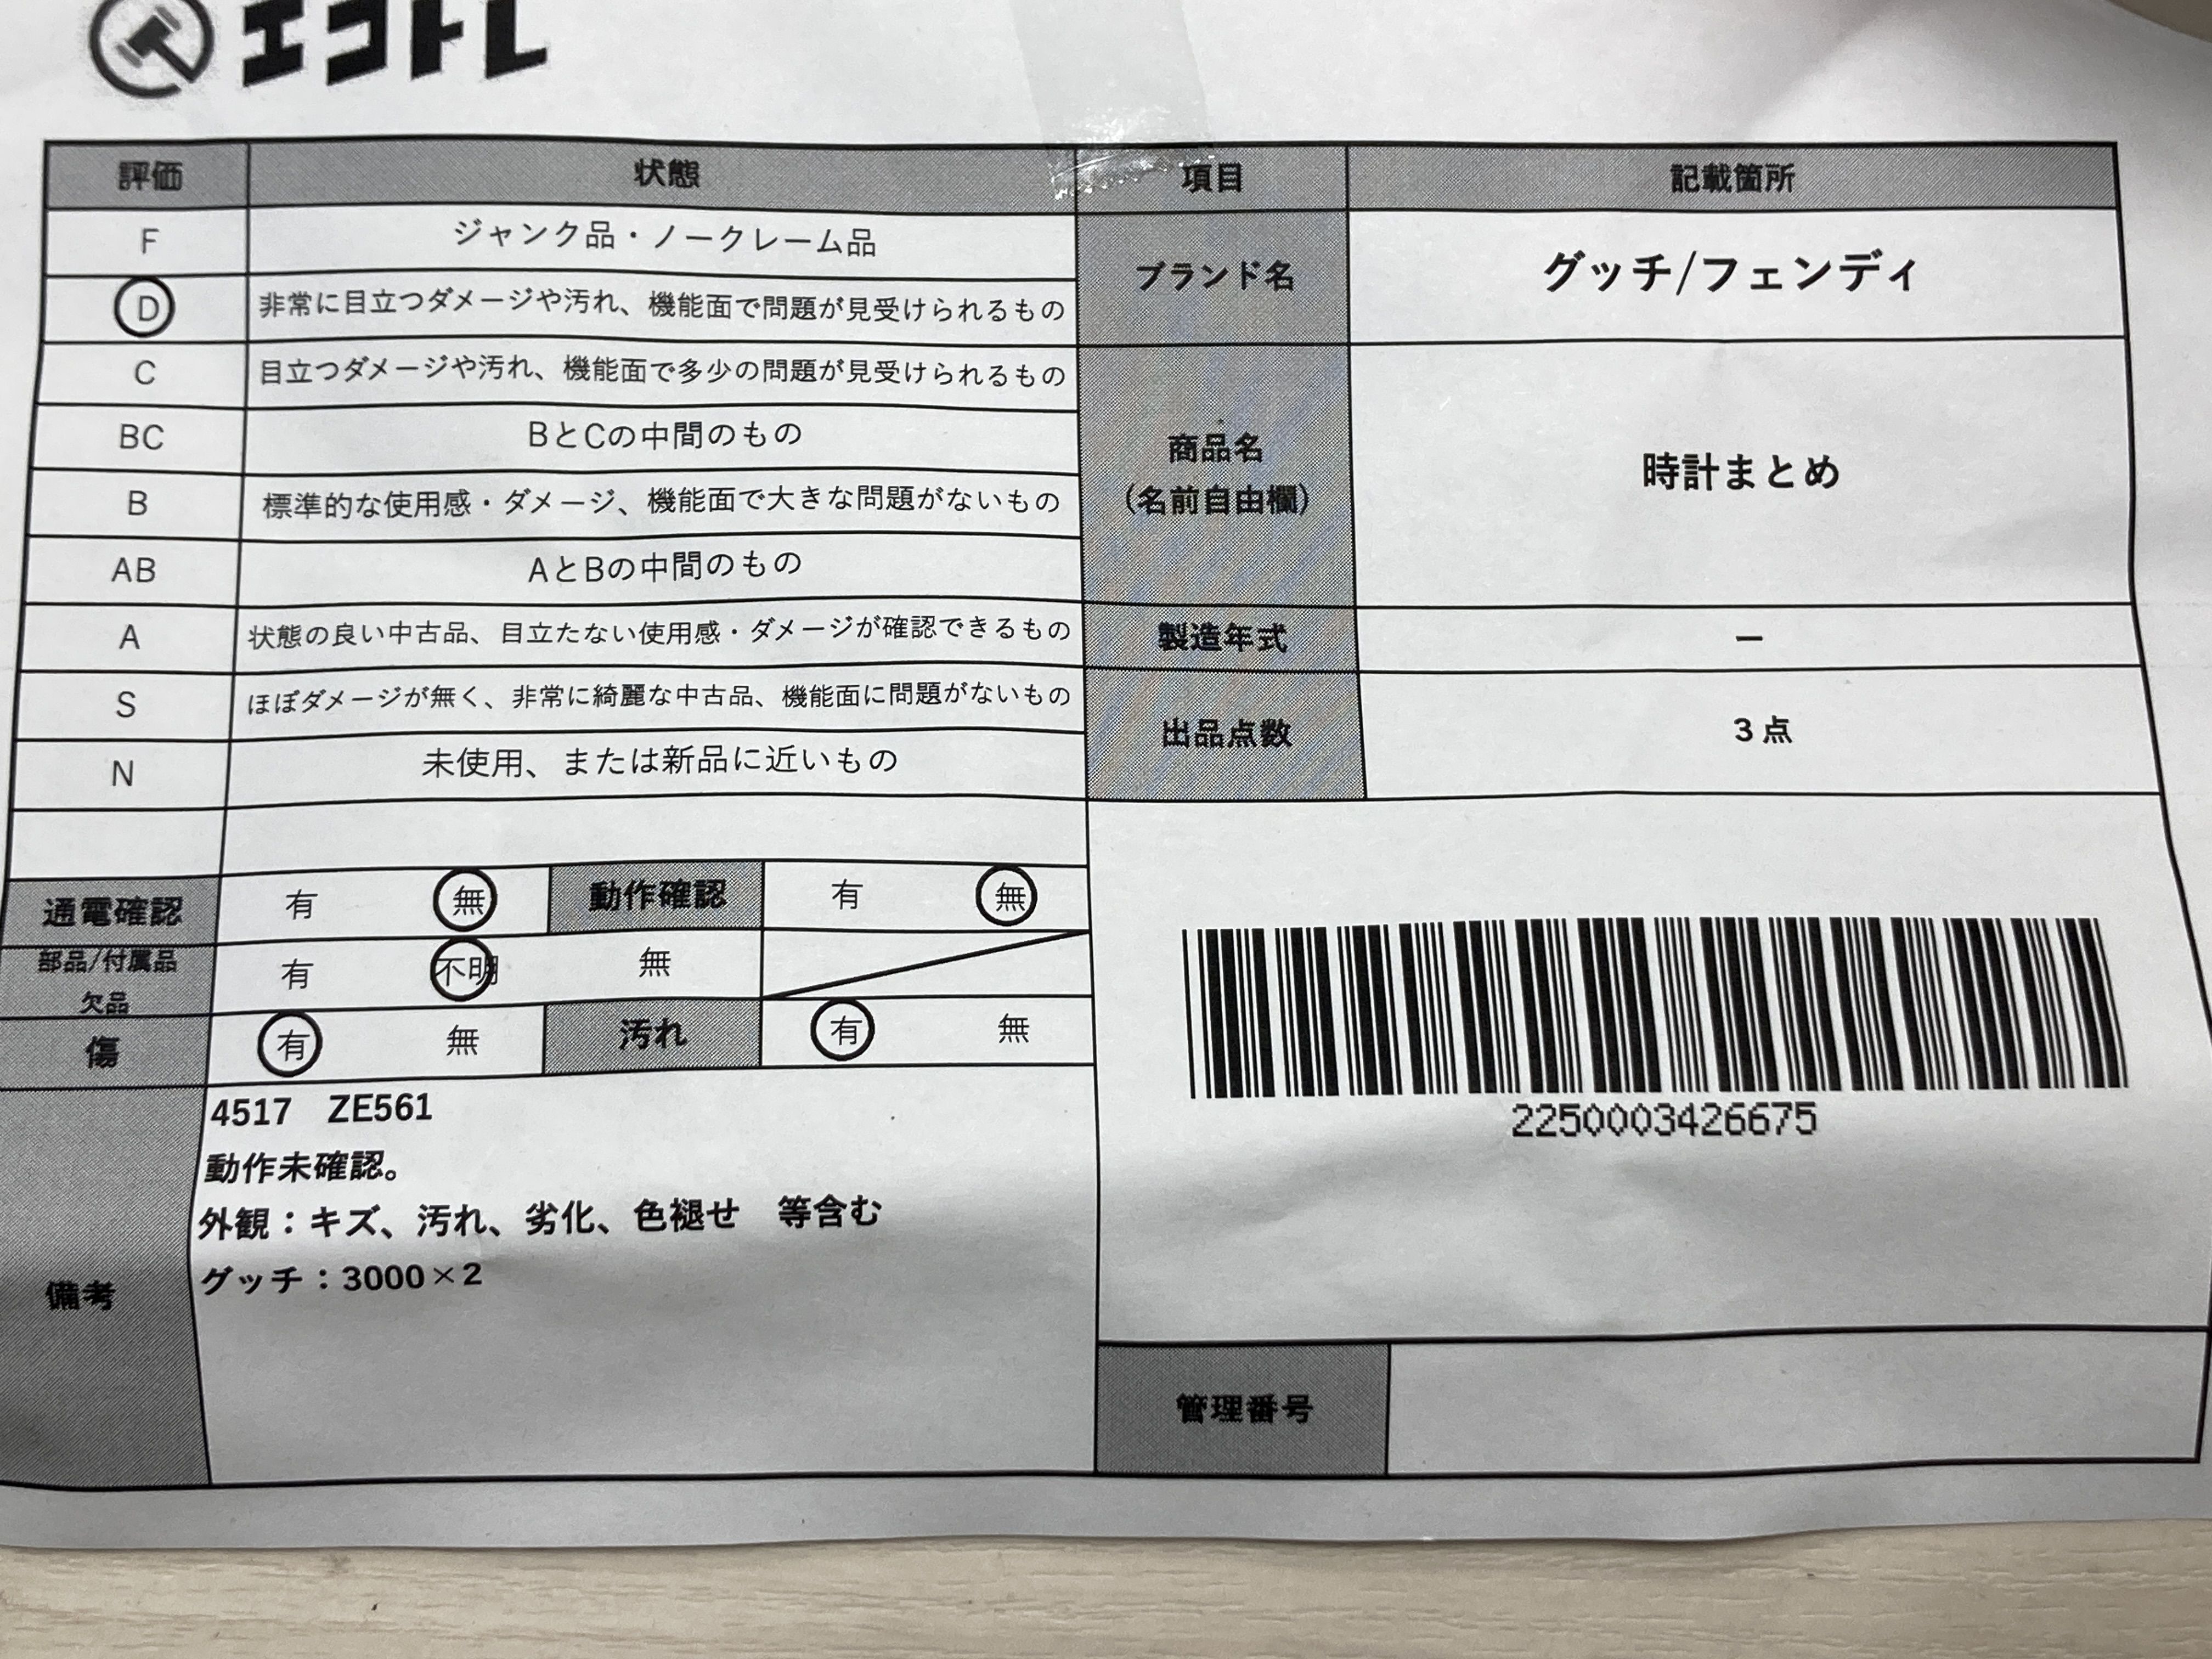 エコトレ
評価 状態 項目 記載箇所
F ジャンク品・ノークレーム品
D 非常に目立つダメージや汚れ、機能面で問題が見受けられるもの
C 目立つダメージや汚れ、機能面で多少の問題が見受けられるもの
BC BとCの中間のもの
B 標準的な使用感・ダメージ、機能面で大きな問題がないもの
AB AとBの中間のもの
A 状態の良い中古品、目立たない使用感・ダメージが確認できるもの
S ほぼダメージが無く、非常に綺麗な中古品、機能面に問題がないもの
N 未使用、または新品に近いもの
ブランド名 グッチ/フェンディ
商品名
（名前自由欄） 時計まとめ
製造年式 ー
出品点数 3点
通電確認 有 無 動作確認 有 無
部品/付属品
欠品 有 不明 無
傷 有 無 汚れ 有 無
備考
4517 ZE561
動作未確認。
外観：キズ、汚れ、劣化、色褪せ 等含む
グッチ：3000×2
2250003426675
管理番号